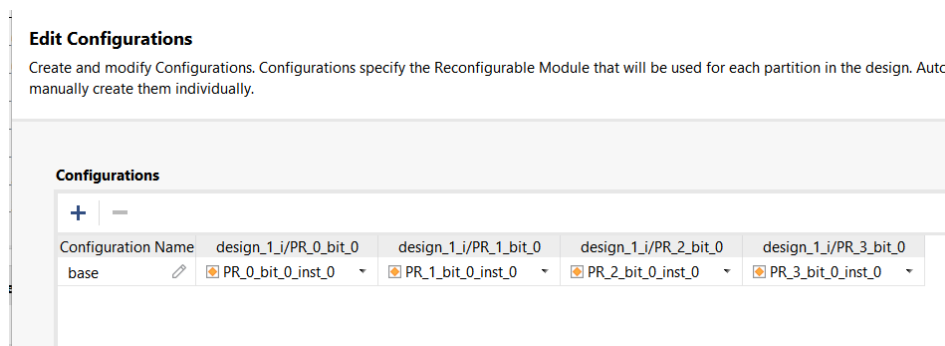 Edit Configurations
Create and modify Configurations. Configurations specify the Reconfigurable Module that will be used for each partition in the design. Auto
manually create them individually.
Configurations
Configuration Name design_1_i/PR_0_bit_0 design_1_i/PR_1_bit_0 design_1_i/PR_2_bit_0 design_1_i/PR_3_bit_0
base PR_0_bit_0_inst_0 PR_1_bit_0_inst_0 PR_2_bit_0_inst_0 PR_3_bit_0_inst_0